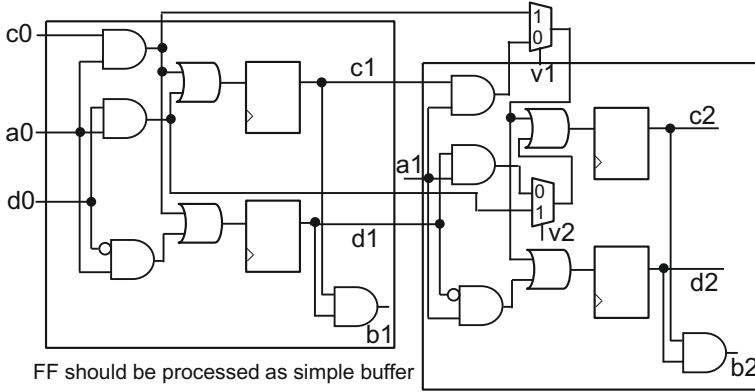 c0
1
0
v1
c1
c2
a0
a1
0
1
v2
d0
d1
d2
b1
b2
FF should be processed as simple buffer